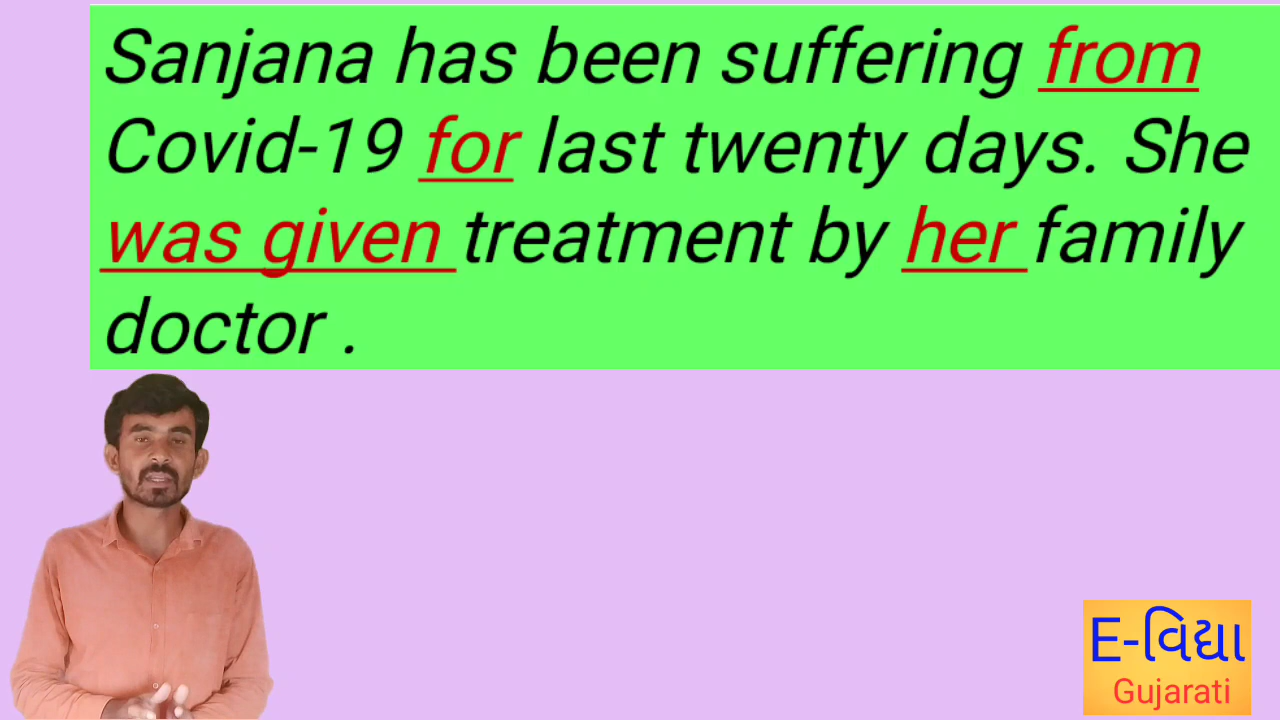 Sanjana has been suffering from
Covid-19 for last twenty days. She
was given treatment by her family
doctor .
E-વિદ્યા
Gujarati